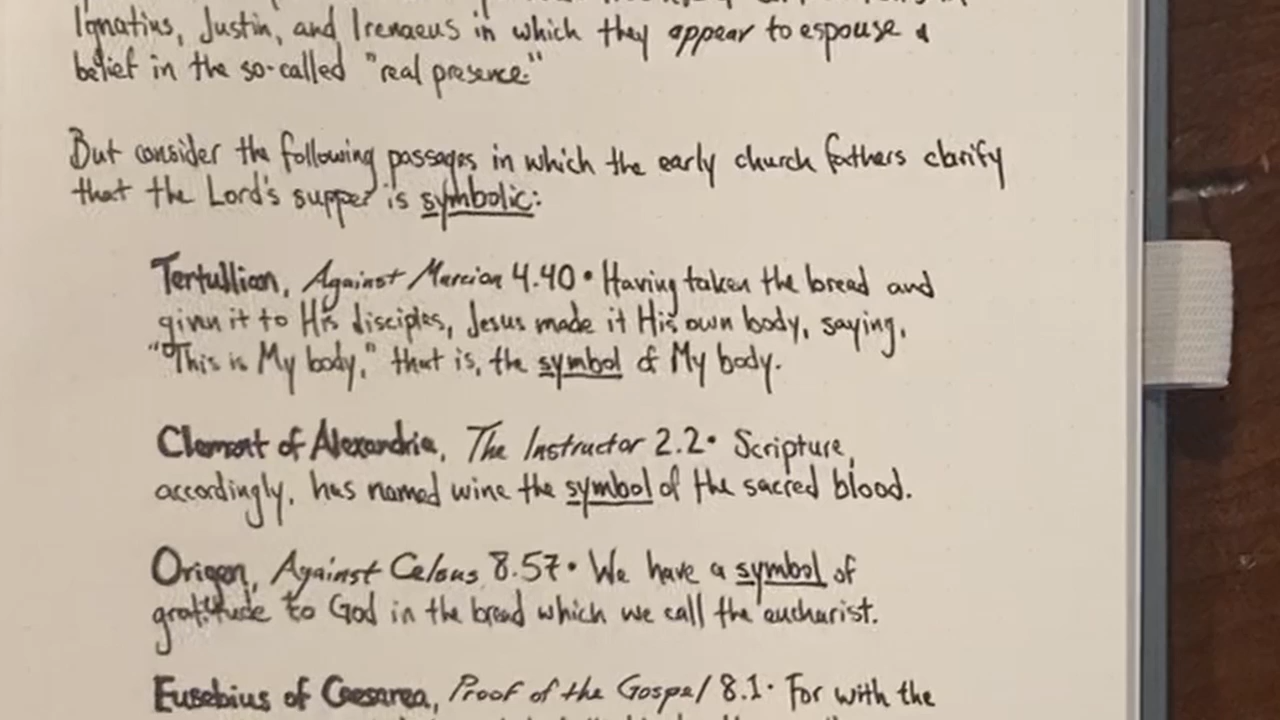 Ignatius, Justin, and Irenaeus in which they appear to espouse a
belief in the so-called "real presence."
But consider the following passages in which the early church fathers clarify
that the Lord's supper is symbolic:
Tertullian, Against Marcion 4.40 • Having taken the bread and
given it to His disciples, Jesus made it His own body, saying,
"This is My body," that is, the symbol of My body.
Clement of Alexandria, The Instructor 2.2 • Scripture,
accordingly, has named wine the symbol of the sacred blood.
Origen, Against Celsus 8.57 • We have a symbol of
gratitude to God in the bread which we call the eucharist.
Eusebius of Caesarea, Proof of the Gospel 8.1 • For with the